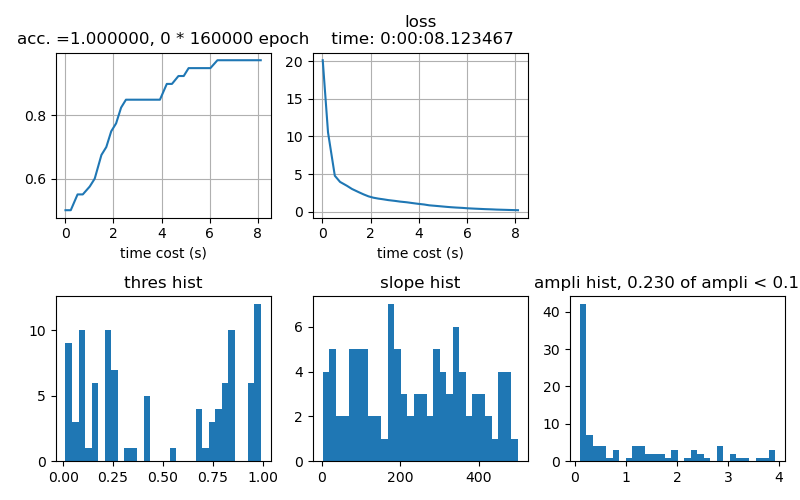 acc. =1.000000, 0 * 160000 epoch
0.8
0.6
0 2 4 6 8
time cost (s)
loss
time: 0:00:08.123467
20
15
10
5
0
0 2 4 6 8
time cost (s)
thres hist
10
5
0
0.00 0.25 0.50 0.75 1.00
slope hist
6
4
2
0
0 200 400
ampli hist, 0.230 of ampli < 0.1
40
30
20
10
0
0 1 2 3 4